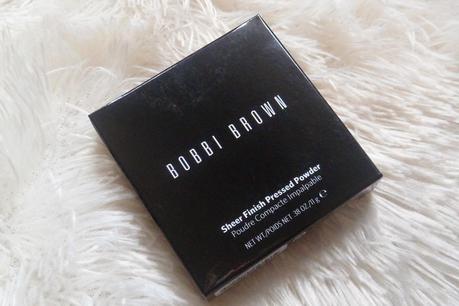 BOBBI BROWN
Sheer Finish Pressed Powder
Poudre Compacte Impalpable
NET WT./POIDS NET .38 OZ./11 g ℮